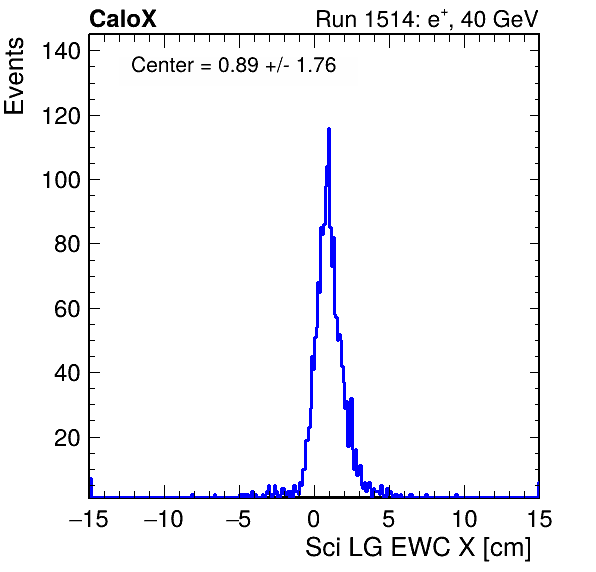 CaloX Run 1514: e⁺, 40 GeV
Center = 0.89 +/- 1.76
Events
140
120
100
80
60
40
20
−15 −10 −5 0 5 10 15
Sci LG EWC X [cm]